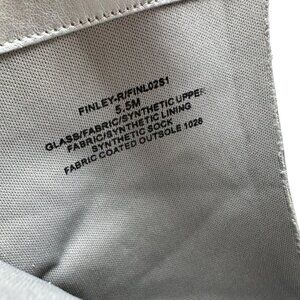 FINLEY-R/FINL02S1
5.5M
GLASS/FABRIC/SYNTHETIC UPPER
FABRIC/SYNTHETIC LINING
SYNTHETIC SOCK
FABRIC COATED OUTSOLE 1028